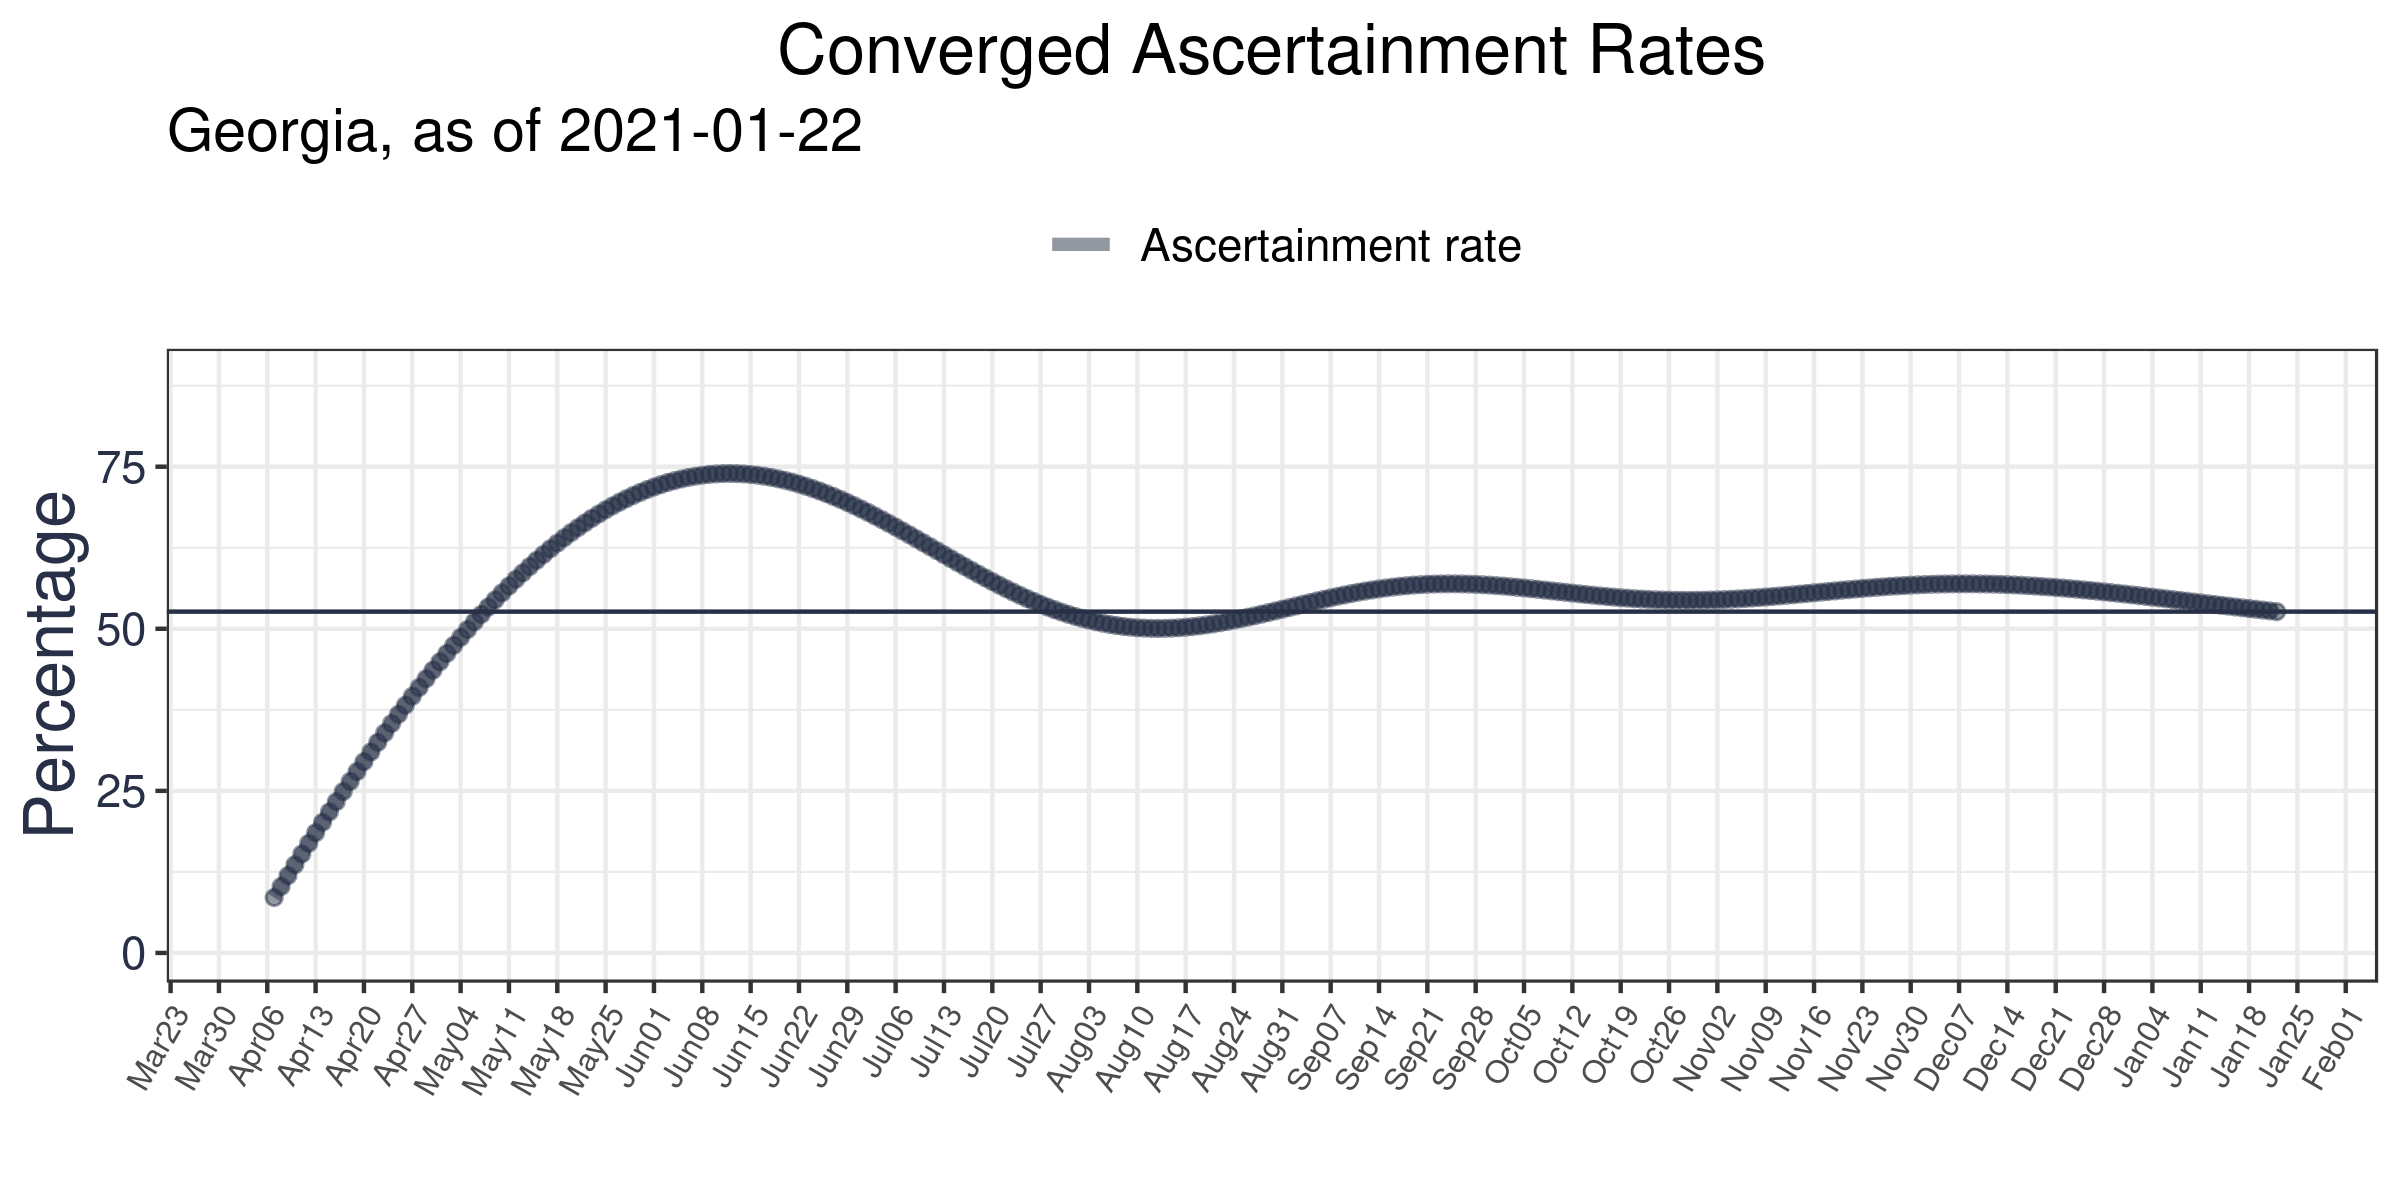 Converged Ascertainment Rates
Georgia, as of 2021-01-22
Ascertainment rate
Percentage
75
50
25
0
Mar23 Mar30 Apr06 Apr13 Apr20 Apr27 May04 May11 May18 May25 Jun01 Jun08 Jun15 Jun22 Jun29 Jul06 Jul13 Jul20 Jul27 Aug03 Aug10 Aug17 Aug24 Aug31 Sep07 Sep14 Sep21 Sep28 Oct05 Oct12 Oct19 Oct26 Nov02 Nov09 Nov16 Nov23 Nov30 Dec07 Dec14 Dec21 Dec28 Jan04 Jan11 Jan18 Jan25 Feb01